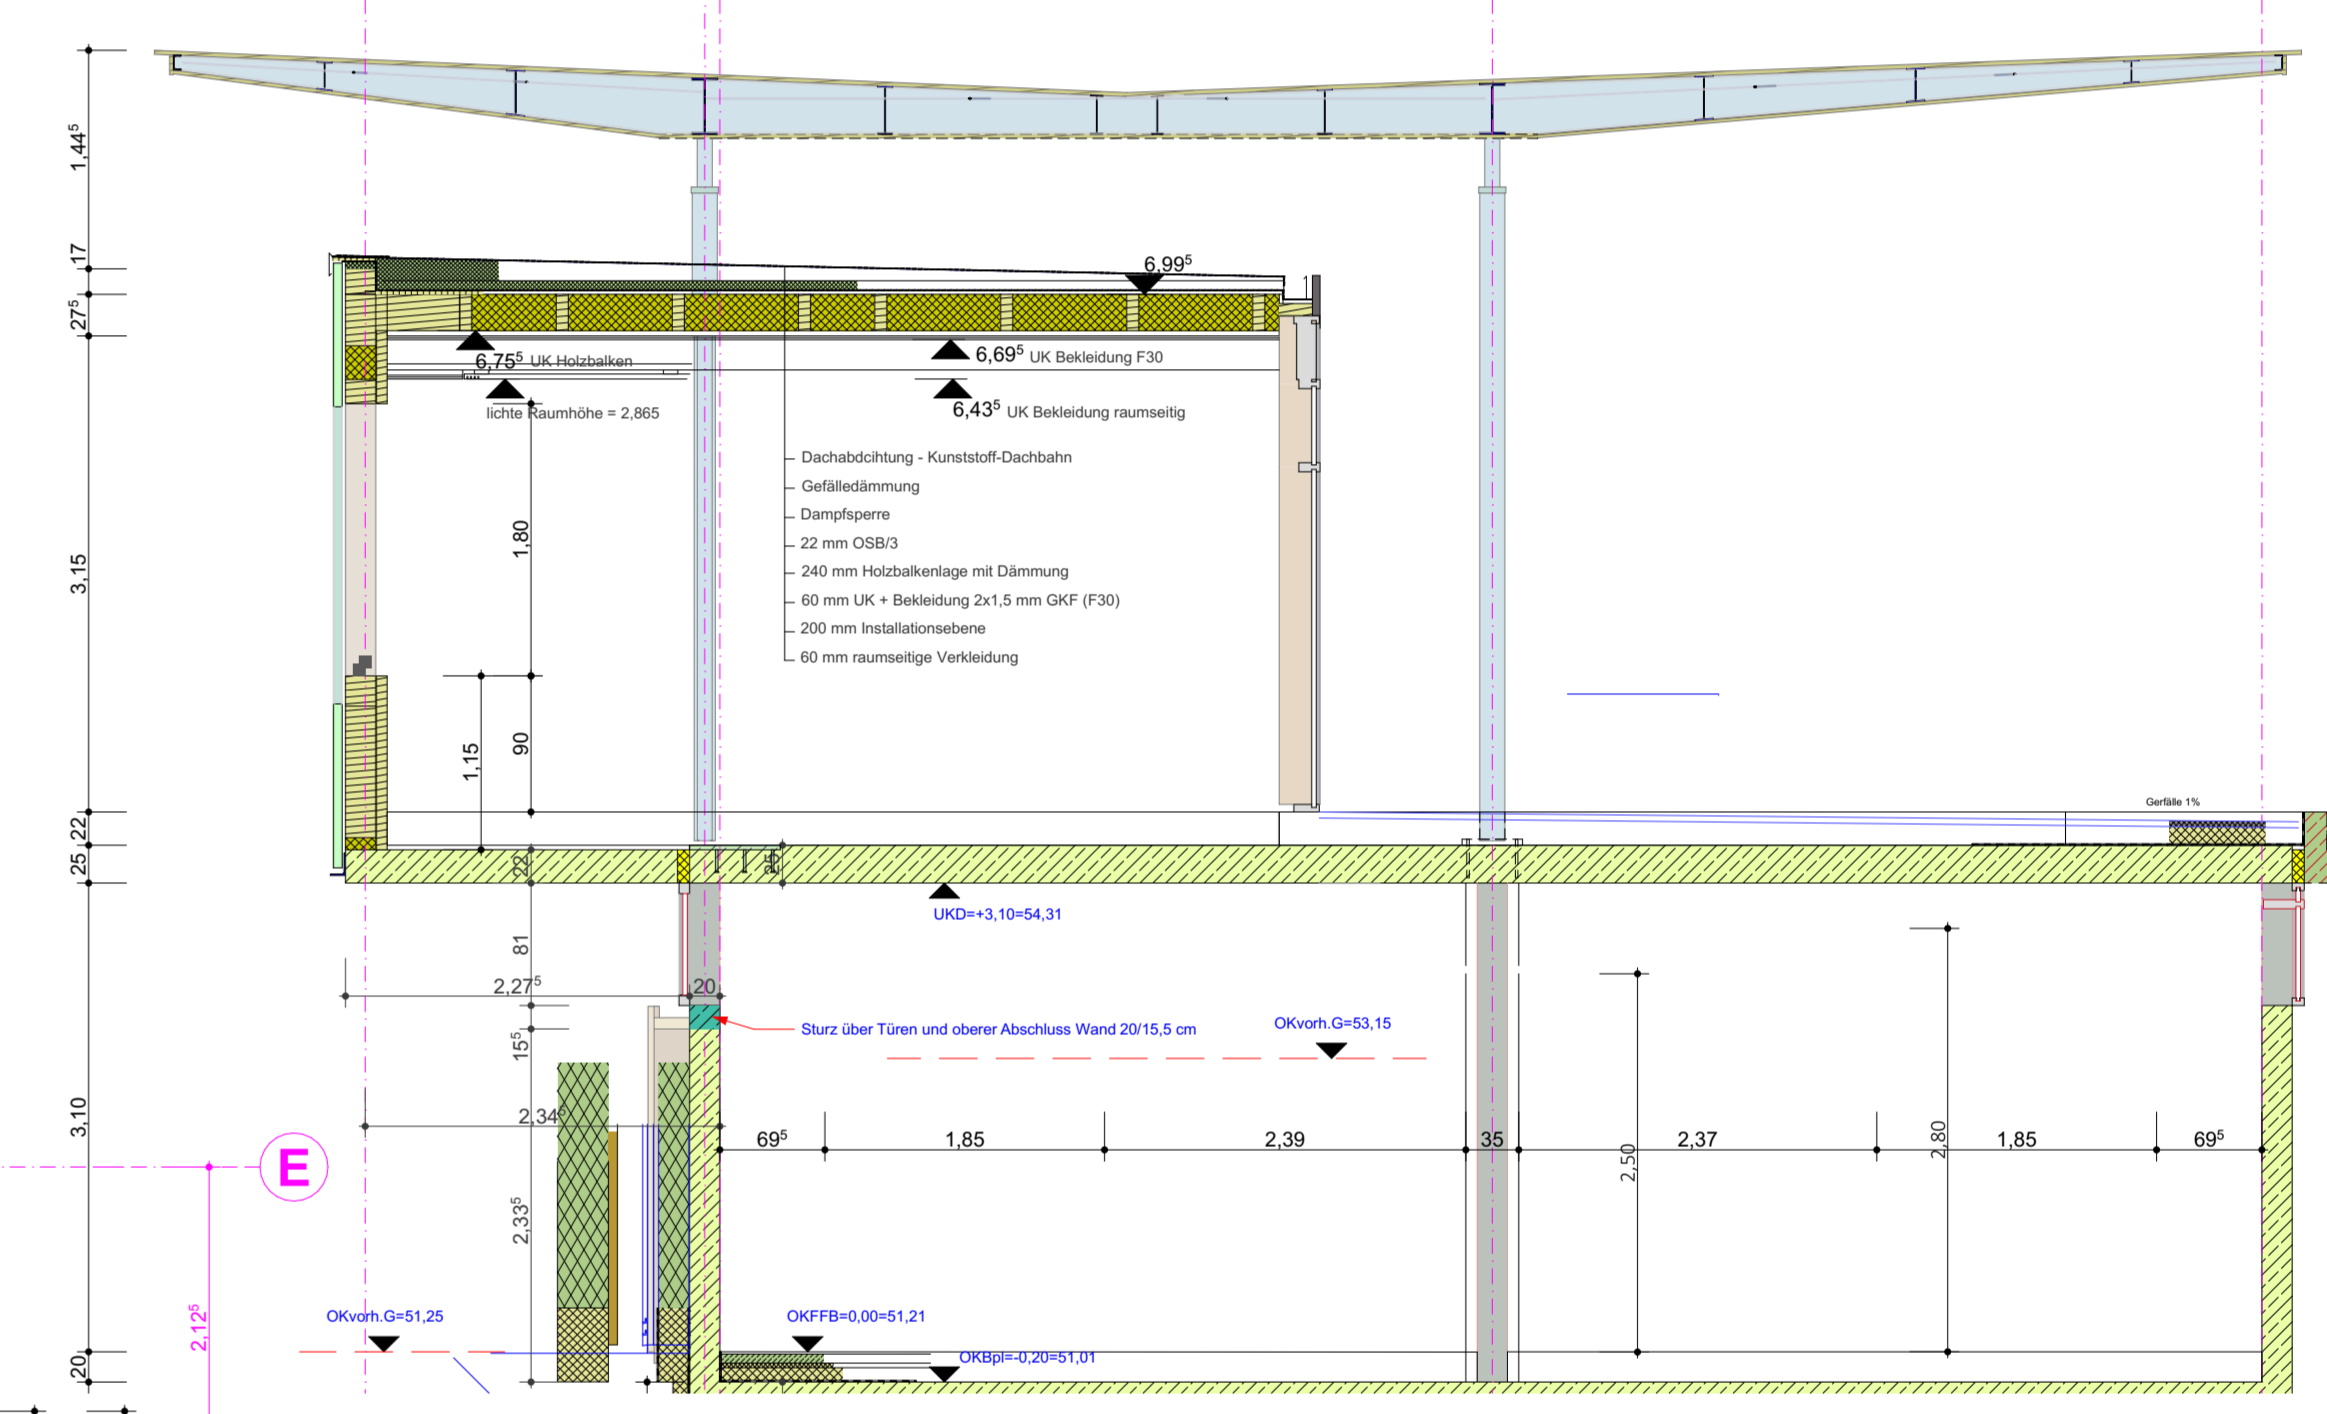 1,44⁵
17
27⁵
3,15
22
25
3,10
20
6,99⁵
1
6,75⁵ UK Holzbalken
6,69⁵ UK Bekleidung F30
lichte Raumhöhe = 2,865
6,43⁵ UK Bekleidung raumseitig
Dachabdcihtung - Kunststoff-Dachbahn
Gefälledämmung
Dampfsperre
22 mm OSB/3
240 mm Holzbalkenlage mit Dämmung
60 mm UK + Bekleidung 2x1,5 mm GKF (F30)
200 mm Installationsebene
60 mm raumseitige Verkleidung
1,80
1,15
90
Gerfälle 1%
22
25
UKD=+3,10=54,31
81
2,27⁵
20
15⁵
Sturz über Türen und oberer Abschluss Wand 20/15,5 cm
OKvorh.G=53,15
2,34⁵
69⁵
1,85
2,39
35
2,37
1,85
69⁵
2,50
2,80
E
2,33⁵
2,12⁵
OKvorh.G=51,25
OKFFB=0,00=51,21
OKBpl=-0,20=51,01